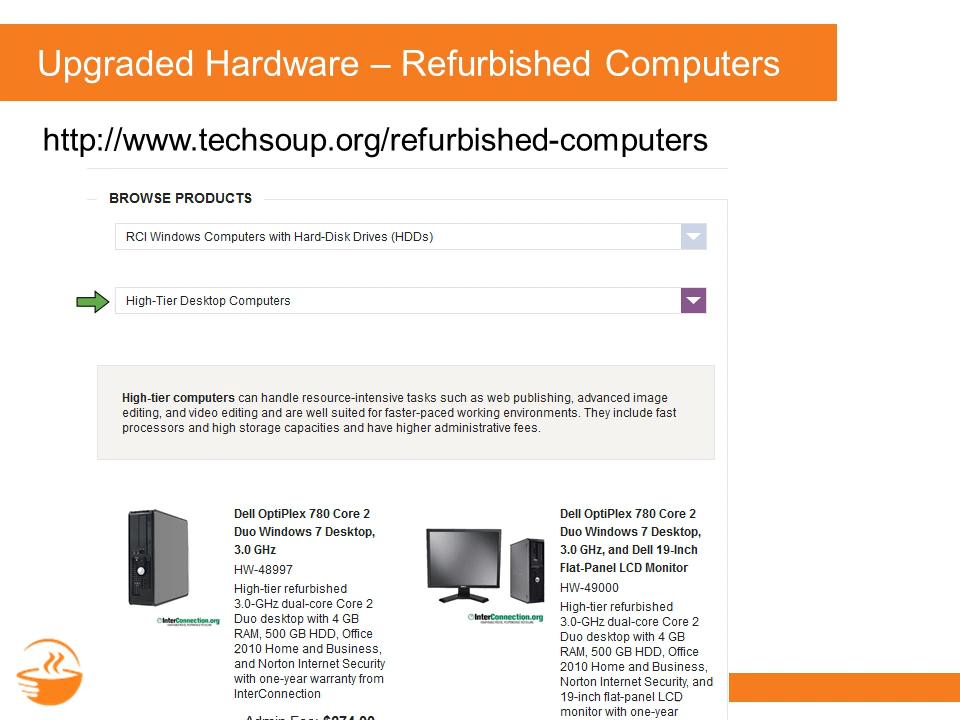 Upgraded Hardware – Refurbished Computers
http://www.techsoup.org/refurbished-computers
BROWSE PRODUCTS
RCI Windows Computers with Hard-Disk Drives (HDDs)
High-Tier Desktop Computers
High-tier computers can handle resource-intensive tasks such as web publishing, advanced image
editing, and video editing and are well suited for faster-paced working environments. They include fast
processors and high storage capacities and have higher administrative fees.
Dell OptiPlex 780 Core 2
Duo Windows 7 Desktop,
3.0 GHz
HW-48997
High-tier refurbished
3.0-GHz dual-core Core 2
Duo desktop with 4 GB
RAM, 500 GB HDD, Office
2010 Home and Business,
and Norton Internet Security
with one-year warranty from
InterConnection
InterConnection.org
Dell OptiPlex 780 Core 2
Duo Windows 7 Desktop,
3.0 GHz, and Dell 19-Inch
Flat-Panel LCD Monitor
HW-49000
High-tier refurbished
3.0-GHz dual-core Core 2
Duo desktop with 4 GB
RAM, 500 GB HDD, Office
2010 Home and Business,
Norton Internet Security, and
19-inch flat-panel LCD
monitor with one-year
InterConnection.org